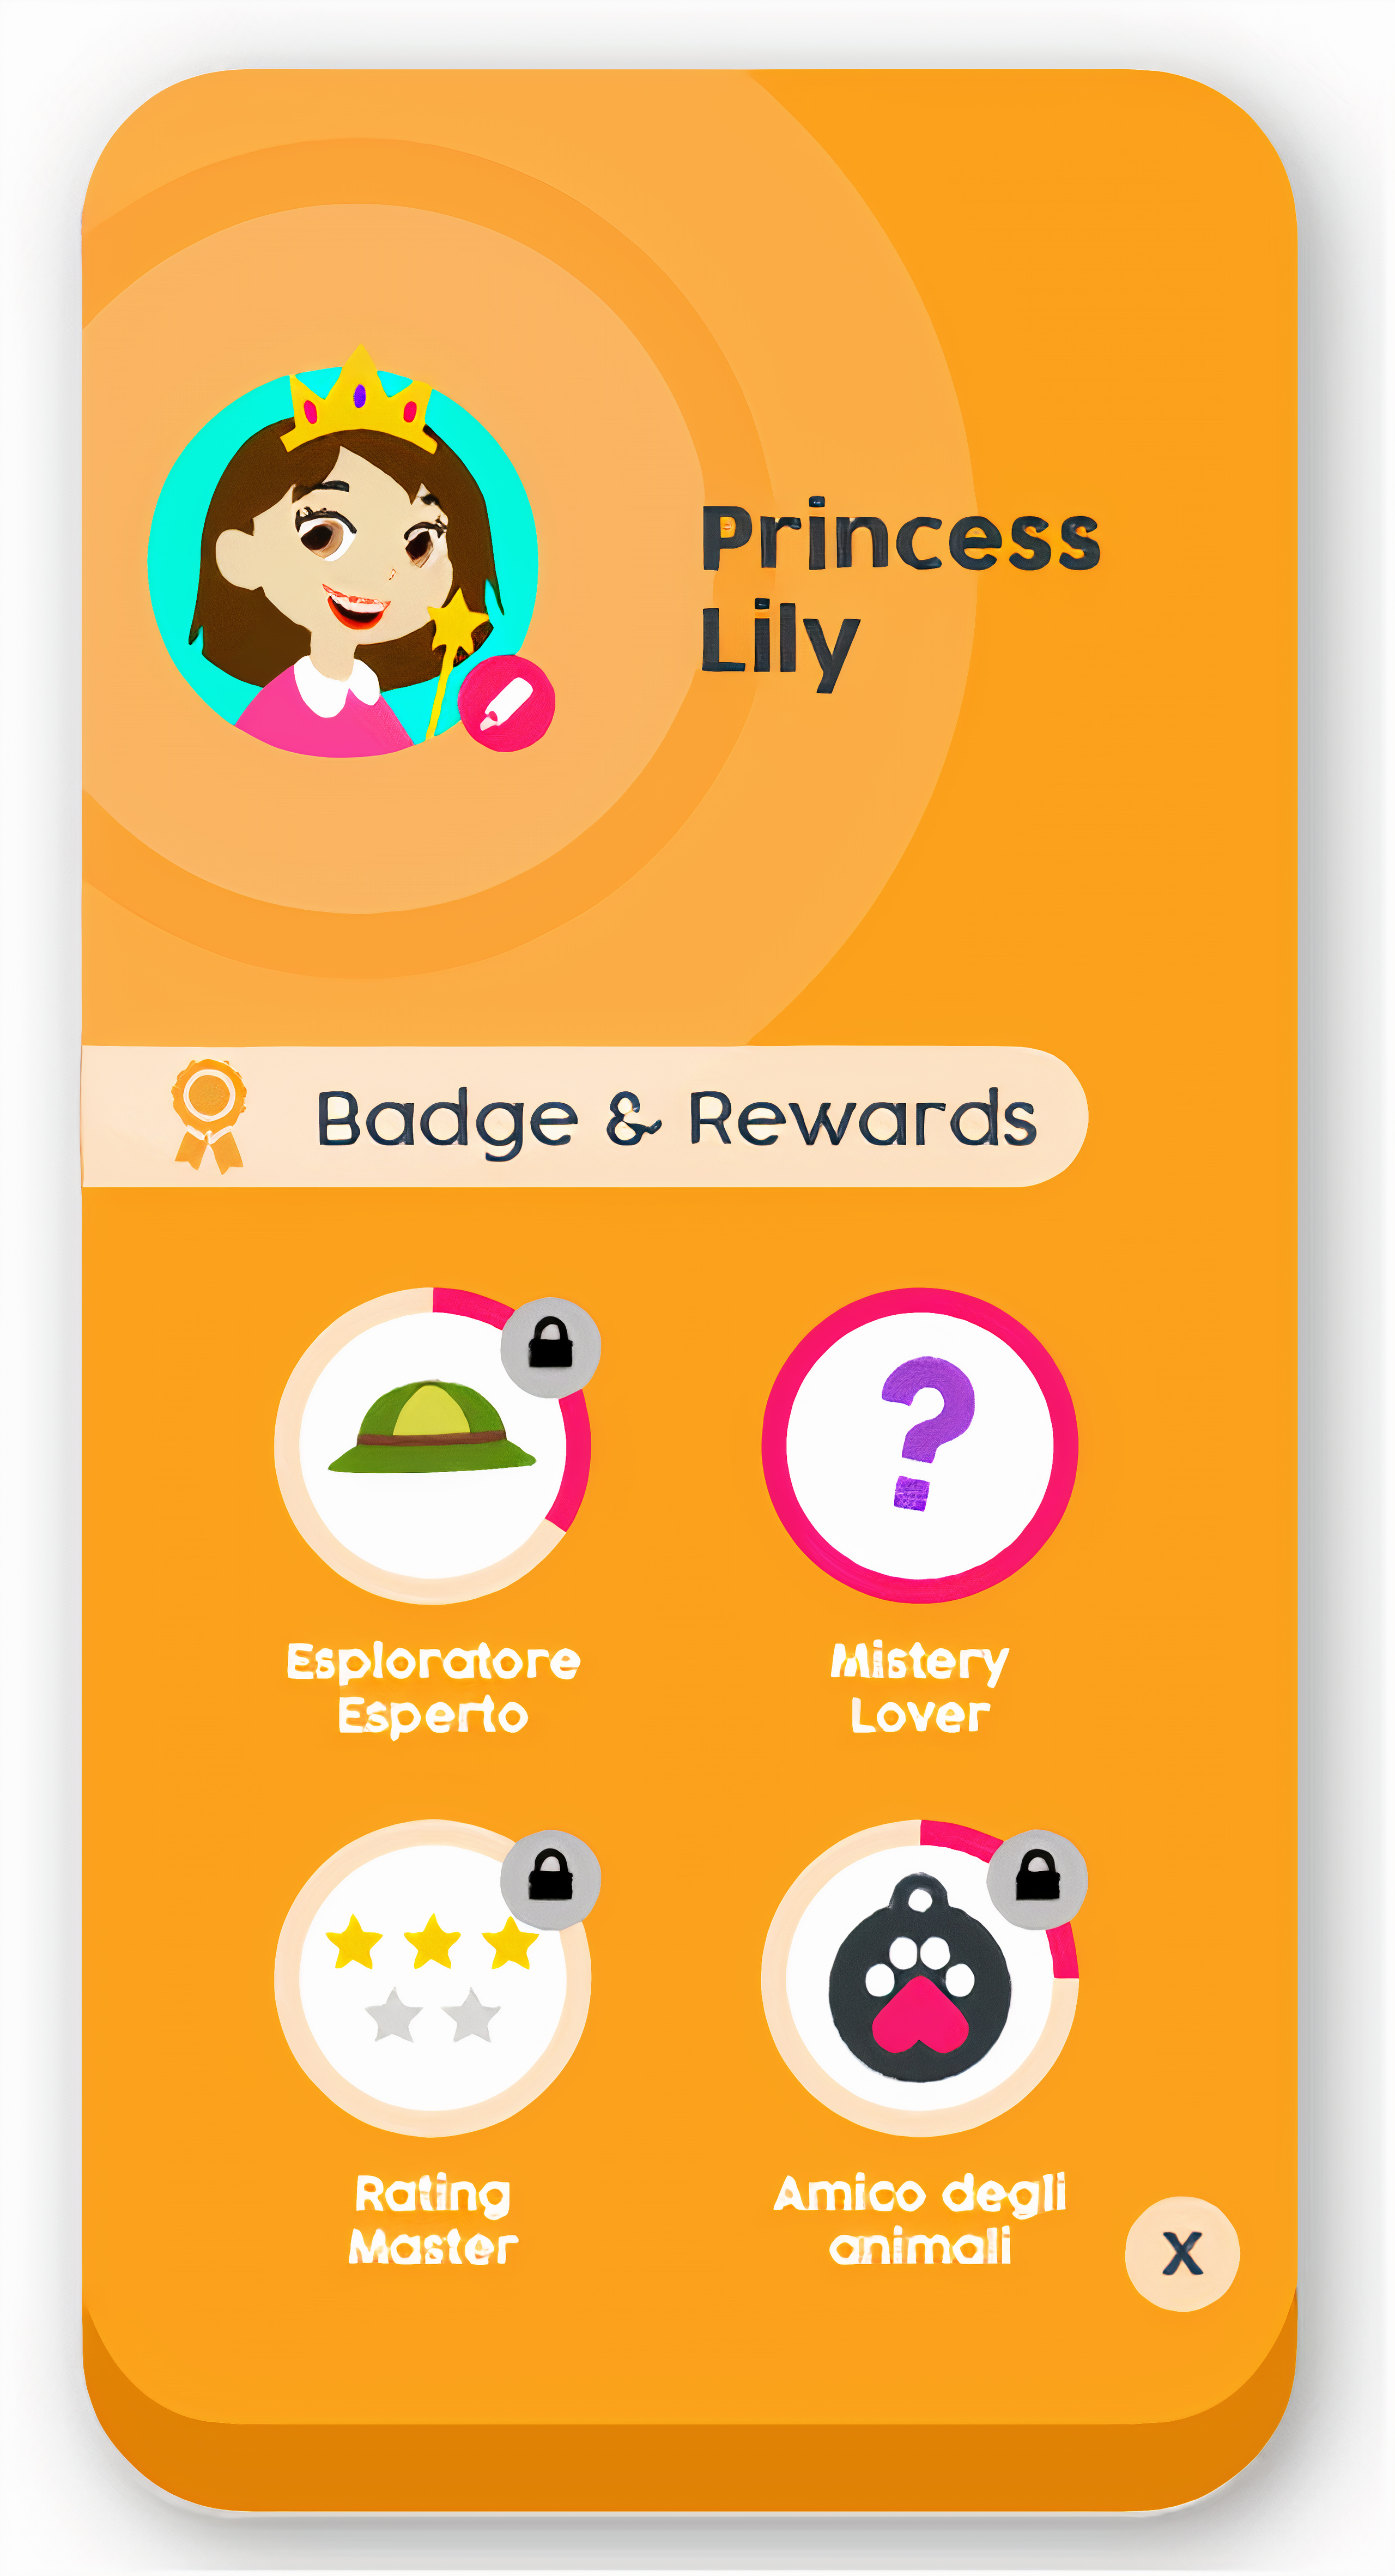 Princess
Lily
Badge & Rewards
?
Esploratore
Esperto
Mistery
Lover
Rating
Master
Amico degli
animali
X